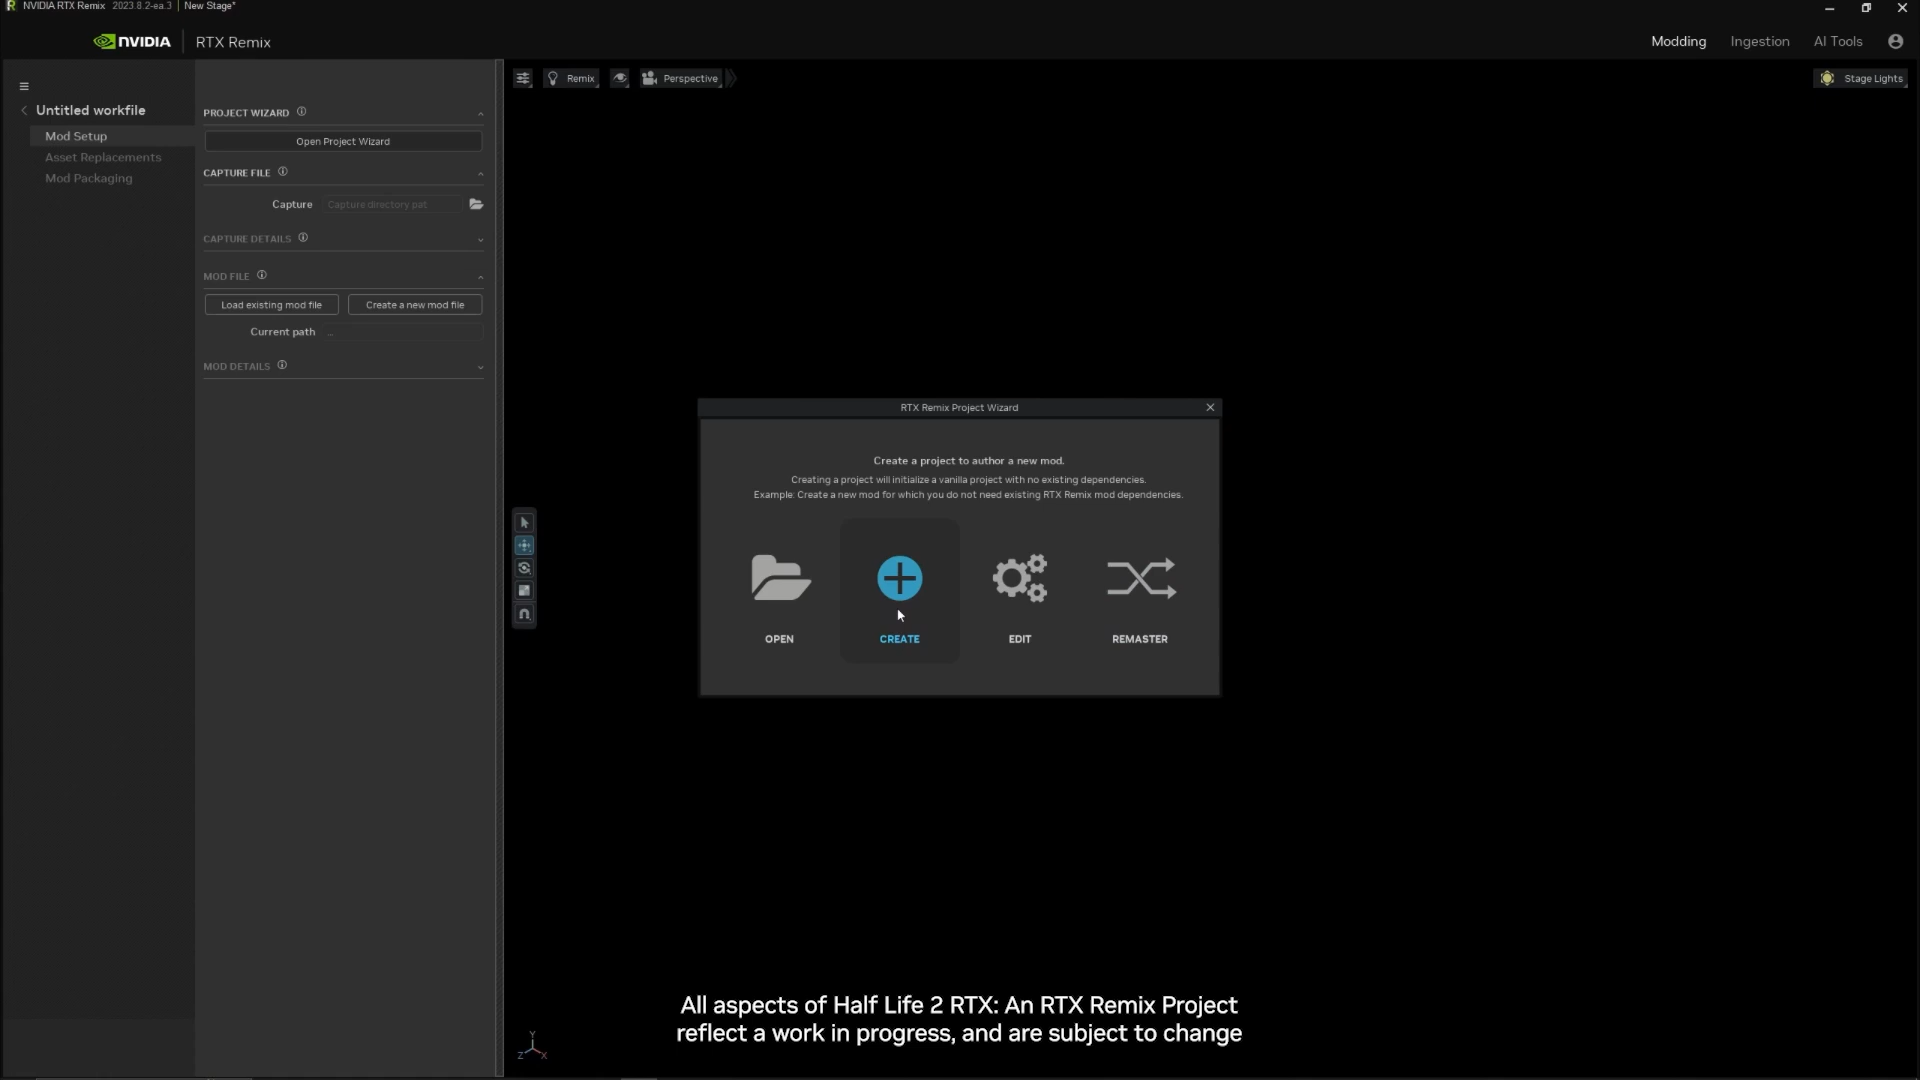 NVIDIA RTX Remix 2023.8.2-ea.3 | New Stage*
NVIDIA RTX Remix
Modding Ingestion AI Tools
Untitled workfile
Mod Setup
Asset Replacements
Mod Packaging
PROJECT WIZARD
Open Project Wizard
CAPTURE FILE
Capture Capture directory pat
CAPTURE DETAILS
MOD FILE
Load existing mod file Create a new mod file
Current path ...
MOD DETAILS
Remix Perspective Stage Lights
RTX Remix Project Wizard
Create a project to author a new mod.
Creating a project will initialize a vanilla project with no existing dependencies.
Example: Create a new mod for which you do not need existing RTX Remix mod dependencies.
OPEN CREATE EDIT REMASTER
Y
Z X
All aspects of Half Life 2 RTX: An RTX Remix Project
reflect a work in progress, and are subject to change